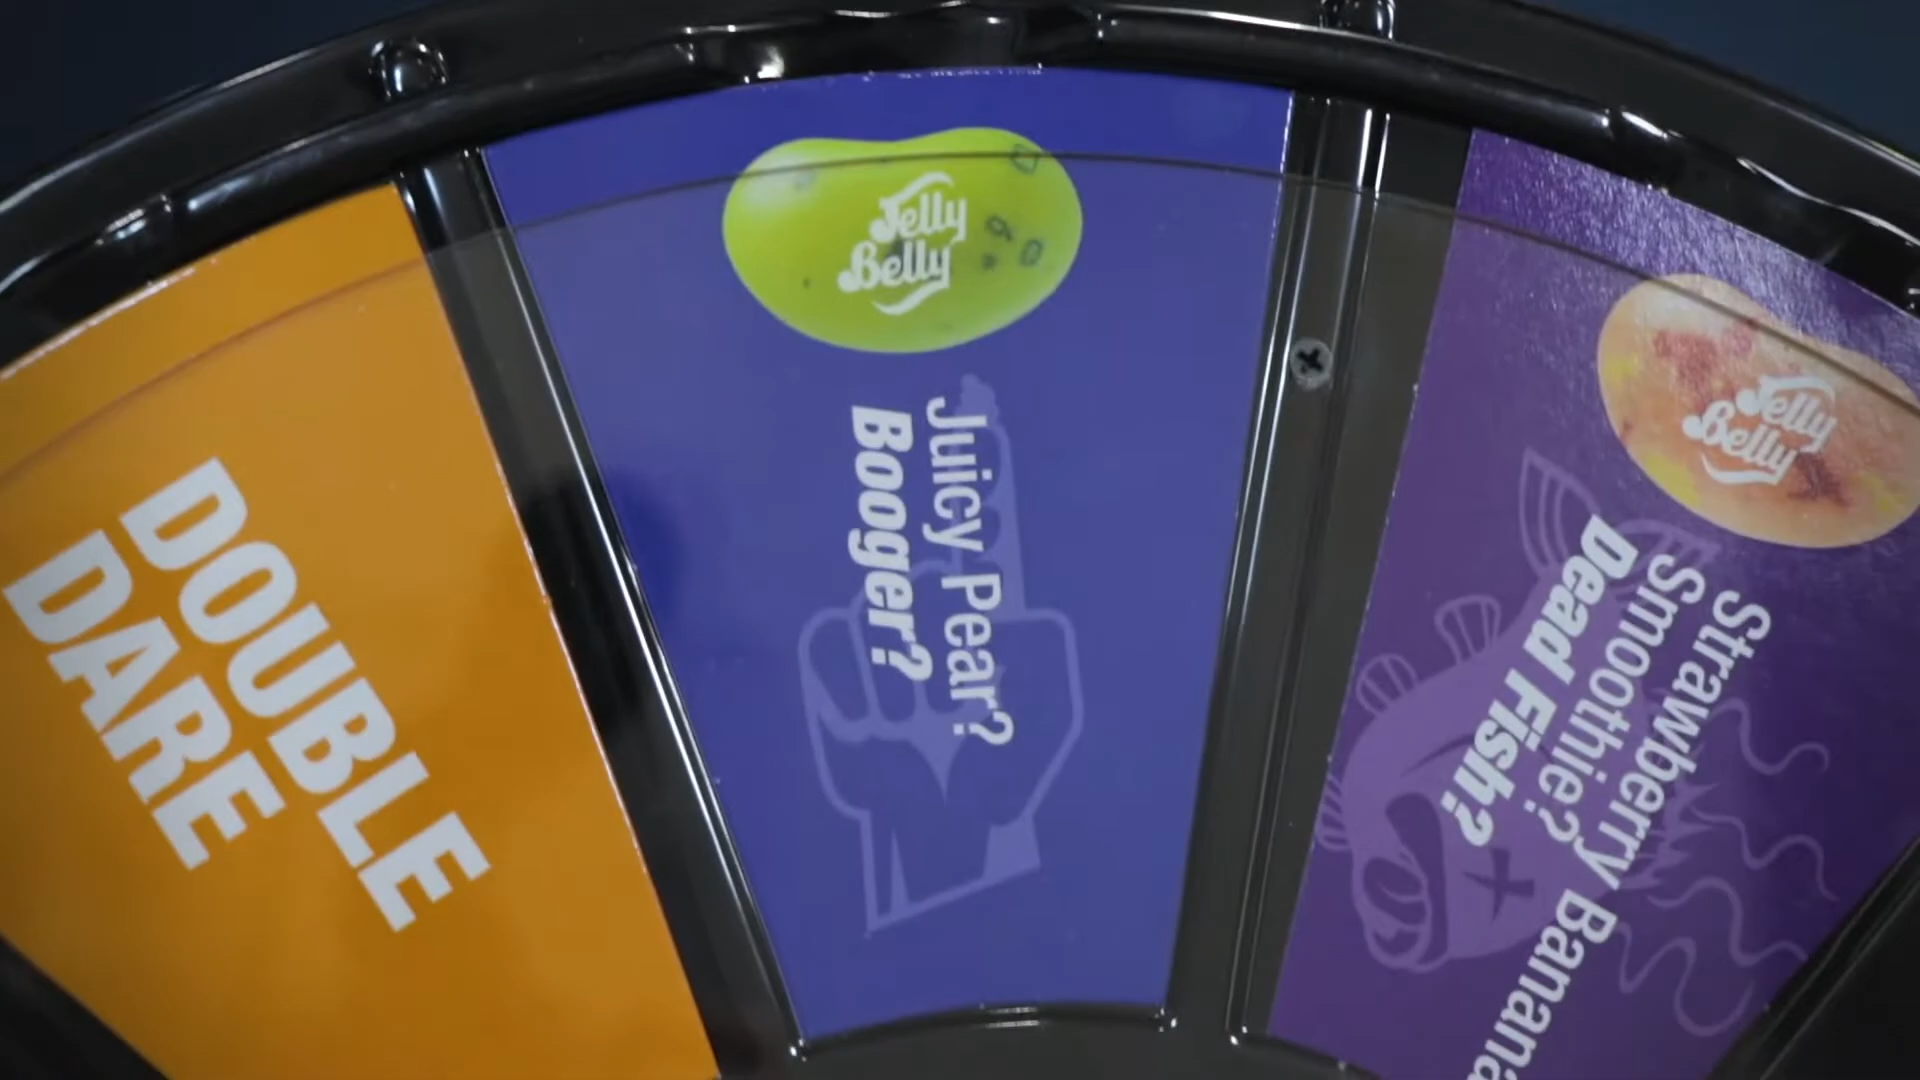 DOUBLE
DARE
Jelly
Belly
Juicy Pear?
Booger?
Jelly
Belly
Strawberry Banana
Smoothie?
Dead Fish?